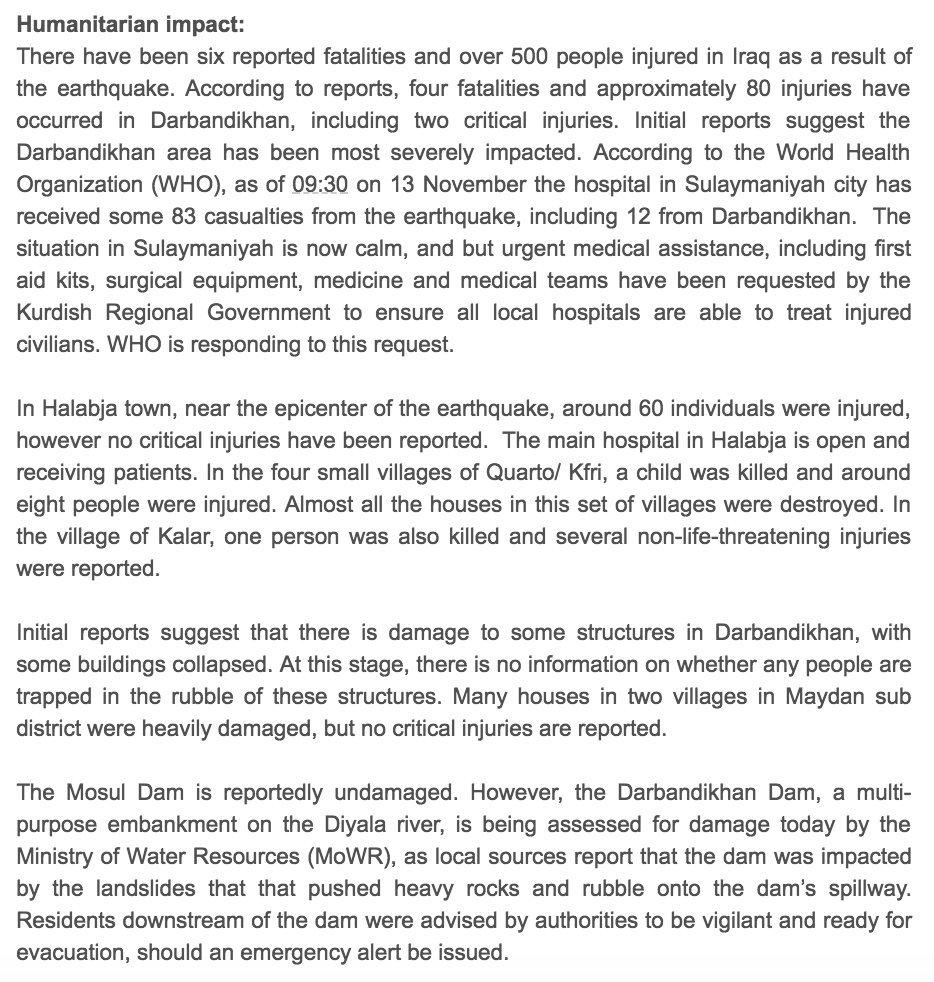 Humanitarian impact:
There have been six reported fatalities and over 500 people injured in Iraq as a result of
the earthquake. According to reports, four fatalities and approximately 80 injuries have
occurred in Darbandikhan, including two critical injuries. Initial reports suggest the
Darbandikhan area has been most severely impacted. According to the World Health
Organization (WHO), as of 09:30 on 13 November the hospital in Sulaymaniyah city has
received some 83 casualties from the earthquake, including 12 from Darbandikhan.  The
situation in Sulaymaniyah is now calm, and but urgent medical assistance, including first
aid kits, surgical equipment, medicine and medical teams have been requested by the
Kurdish Regional Government to ensure all local hospitals are able to treat injured
civilians. WHO is responding to this request.

In Halabja town, near the epicenter of the earthquake, around 60 individuals were injured,
however no critical injuries have been reported.  The main hospital in Halabja is open and
receiving patients. In the four small villages of Quarto/ Kfri, a child was killed and around
eight people were injured. Almost all the houses in this set of villages were destroyed. In
the village of Kalar, one person was also killed and several non-life-threatening injuries
were reported.

Initial reports suggest that there is damage to some structures in Darbandikhan, with
some buildings collapsed. At this stage, there is no information on whether any people are
trapped in the rubble of these structures. Many houses in two villages in Maydan sub
district were heavily damaged, but no critical injuries are reported.

The Mosul Dam is reportedly undamaged. However, the Darbandikhan Dam, a multi-
purpose embankment on the Diyala river, is being assessed for damage today by the
Ministry of Water Resources (MoWR), as local sources report that the dam was impacted
by the landslides that that pushed heavy rocks and rubble onto the dam's spillway.
Residents downstream of the dam were advised by authorities to be vigilant and ready for
evacuation, should an emergency alert be issued.